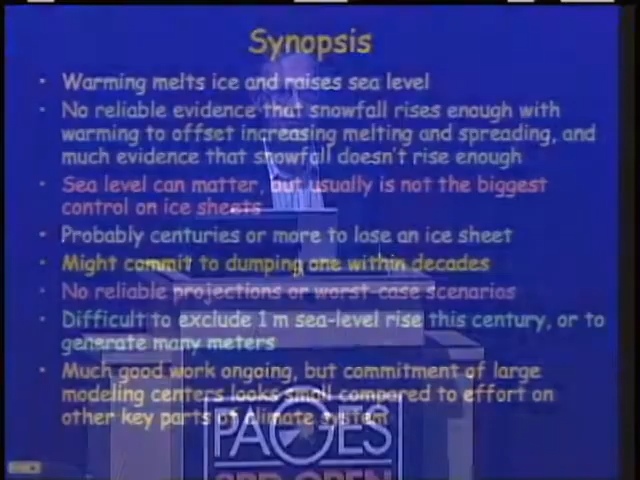 Synopsis
• Warming melts ice and raises sea level
• No reliable evidence that snowfall rises enough with
warming to offset increasing melting and spreading, and
much evidence that snowfall doesn't rise enough
• Sea level can matter, but usually is not the biggest
control on ice sheets
• Probably centuries or more to lose an ice sheet
• Might commit to dumping one within decades
• No reliable projections or worst-case scenarios
• Difficult to exclude 1 m sea-level rise this century, or to
generate many meters
• Much good work ongoing, but commitment of large
modeling centers looks small compared to effort on
other key parts of climate system
PAGES
3RD OPEN